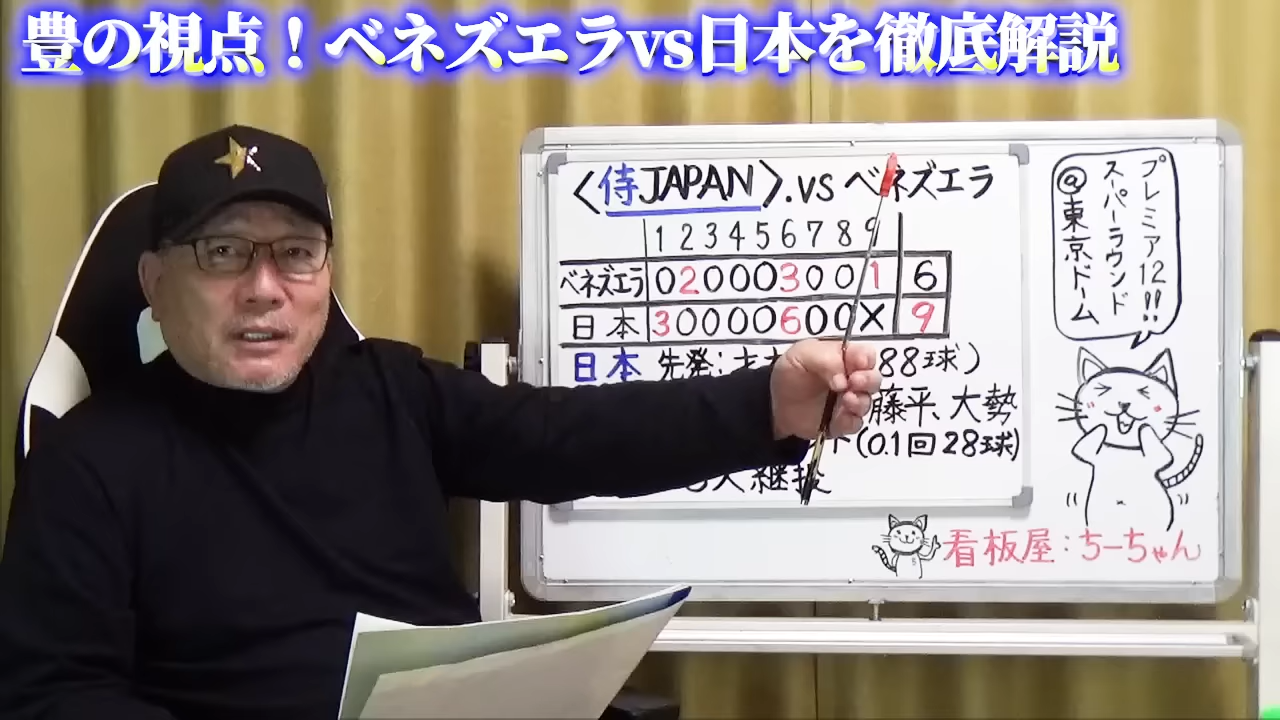 豊の視点！ベネズエラvs日本を徹底解説
〈侍JAPAN〉.vs ベネズエラ
1 2 3 4 5 6 7 8 9
ベネズエラ 0 2 0 0 0 3 0 0 1 6
日本 3 0 0 0 0 6 0 0 X 9
日本 先発: 88球)
藤平、大勢
(0.1回28球)
人継投
プレミア12!!
スーパーラウンド
@東京ドーム
看板屋:ちーちゃん